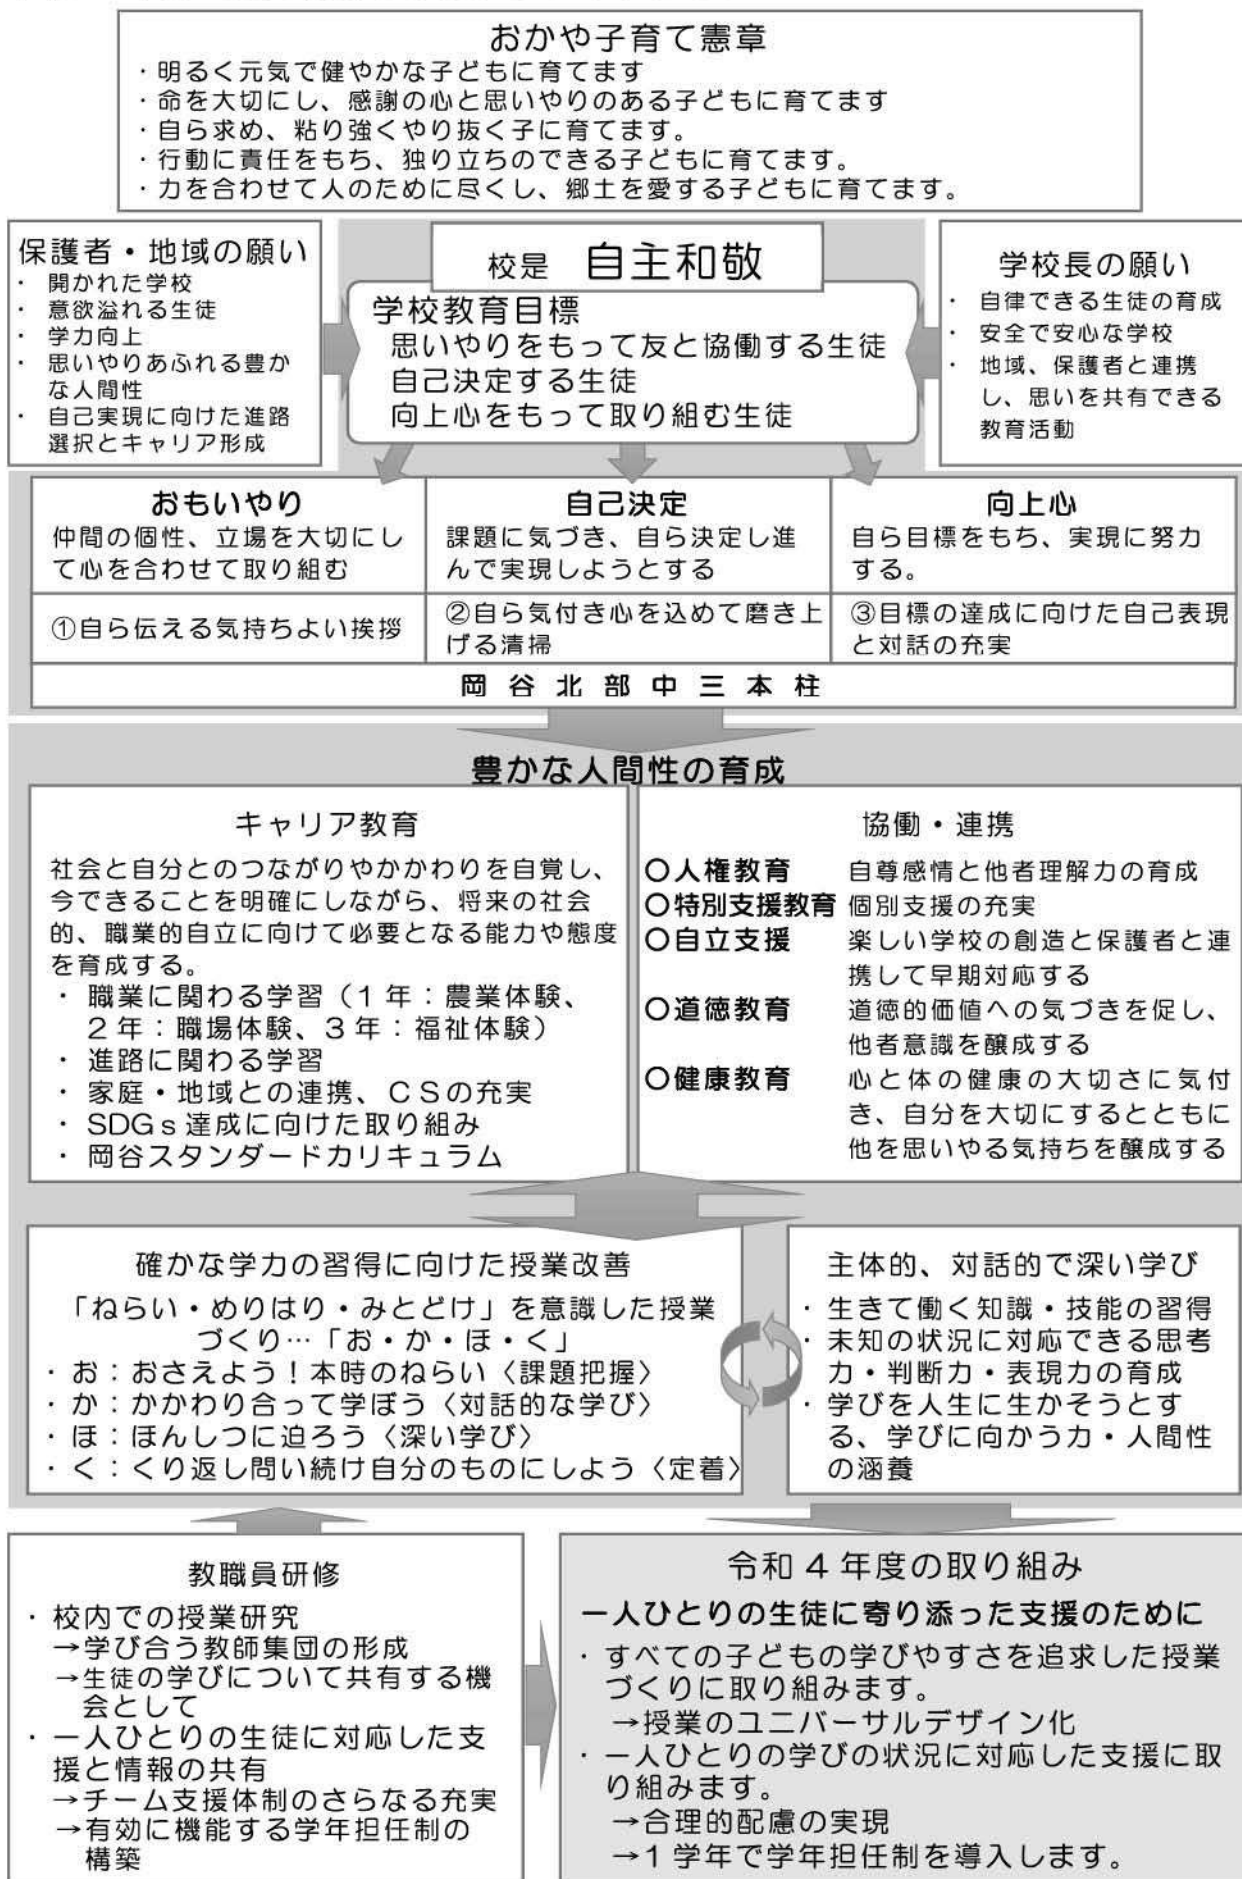 おかや子育て憲章
・明るく元気で健やかな子どもに育てます
・命を大切にし、感謝の心と思いやりのある子どもに育てます
・自ら求め、粘り強くやり抜く子に育てます。
・行動に責任をもち、独り立ちのできる子どもに育てます。
・力を合わせて人のために尽くし、郷土を愛する子どもに育てます。
保護者・地域の願い
・ 開かれた学校
・ 意欲溢れる生徒
・ 学力向上
・ 思いやりあふれる豊か
な人間性
・ 自己実現に向けた進路
選択とキャリア形成
校是 自主和敬
学校教育目標
思いやりをもって友と協働する生徒
自己決定する生徒
向上心をもって取り組む生徒
学校長の願い
・ 自律できる生徒の育成
・ 安全で安心な学校
・ 地域、保護者と連携
し、思いを共有できる
教育活動
おもいやり
仲間の個性、立場を大切にし
て心を合わせて取り組む
自己決定
課題に気づき、自ら決定し進
んで実現しようとする
向上心
自ら目標をもち、実現に努力
する。
①自ら伝える気持ちよい挨拶
②自ら気付き心を込めて磨き上
げる清掃
③目標の達成に向けた自己表現
と対話の充実
岡谷北部中三本柱
豊かな人間性の育成
キャリア教育
社会と自分とのつながりやかかわりを自覚し、
今できることを明確にしながら、将来の社会
的、職業的自立に向けて必要となる能力や態度
を育成する。
・ 職業に関わる学習（1年：農業体験、
2年：職場体験、3年：福祉体験）
・ 進路に関わる学習
・ 家庭・地域との連携、CSの充実
・ SDGs達成に向けた取り組み
・ 岡谷スタンダードカリキュラム
協働・連携
〇人権教育 自尊感情と他者理解力の育成
〇特別支援教育 個別支援の充実
〇自立支援 楽しい学校の創造と保護者と連
携して早期対応する
〇道徳教育 道徳的価値への気づきを促し、
他者意識を醸成する
〇健康教育 心と体の健康の大切さに気付
き、自分を大切にするとともに
他を思いやる気持ちを醸成する
確かな学力の習得に向けた授業改善
「ねらい・めりはり・みとどけ」を意識した授業
づくり…「お・か・ほ・く」
・お：おさえよう！本時のねらい〈課題把握〉
・か：かかわり合って学ぼう〈対話的な学び〉
・ほ：ほんしつに迫ろう〈深い学び〉
・く：くり返し問い続け自分のものにしよう〈定着〉
主体的、対話的で深い学び
・生きて働く知識・技能の習得
・未知の状況に対応できる思考
力・判断力・表現力の育成
・学びを人生に生かそうとす
る、学びに向かう力・人間性
の涵養
教職員研修
・校内での授業研究
→学び合う教師集団の形成
→生徒の学びについて共有する機
会として
・一人ひとりの生徒に対応した支
援と情報の共有
→チーム支援体制のさらなる充実
→有効に機能する学年担任制の
構築
令和4年度の取り組み
一人ひとりの生徒に寄り添った支援のために
・すべての子どもの学びやすさを追求した授業
づくりに取り組みます。
→授業のユニバーサルデザイン化
・一人ひとりの学びの状況に対応した支援に取
り組みます。
→合理的配慮の実現
→1学年で学年担任制を導入します。